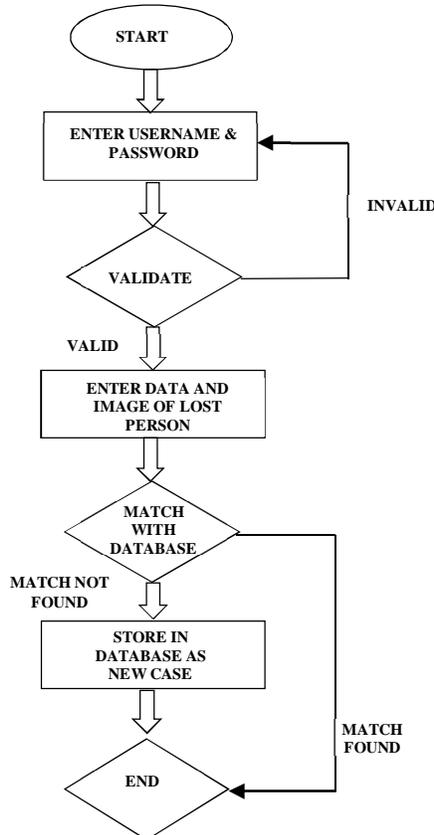 START
ENTER USERNAME &
PASSWORD
INVALID
VALIDATE
VALID
ENTER DATA AND
IMAGE OF LOST
PERSON
MATCH
WITH
DATABASE
MATCH NOT
FOUND
STORE IN
DATABASE AS
NEW CASE
MATCH
FOUND
END